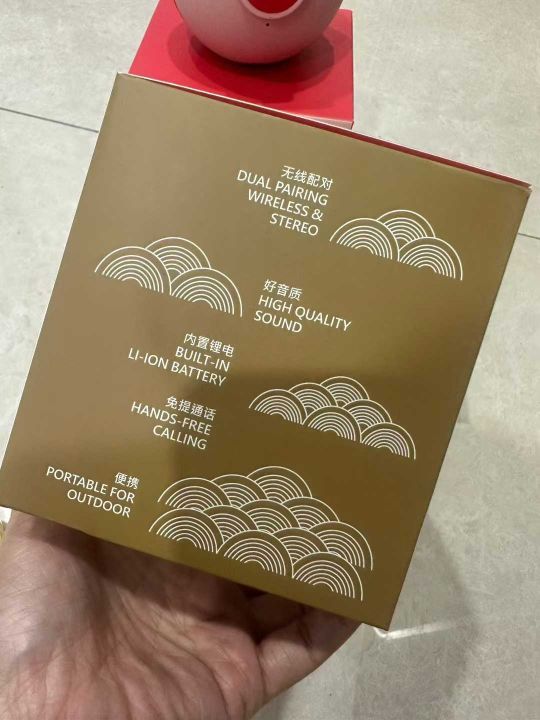 无线配对
DUAL PAIRING
WIRELESS &
STEREO
好音质
HIGH QUALITY
SOUND
内置锂电
BUILT-IN
LI-ION BATTERY
免提通话
HANDS-FREE
CALLING
便携
PORTABLE FOR
OUTDOOR